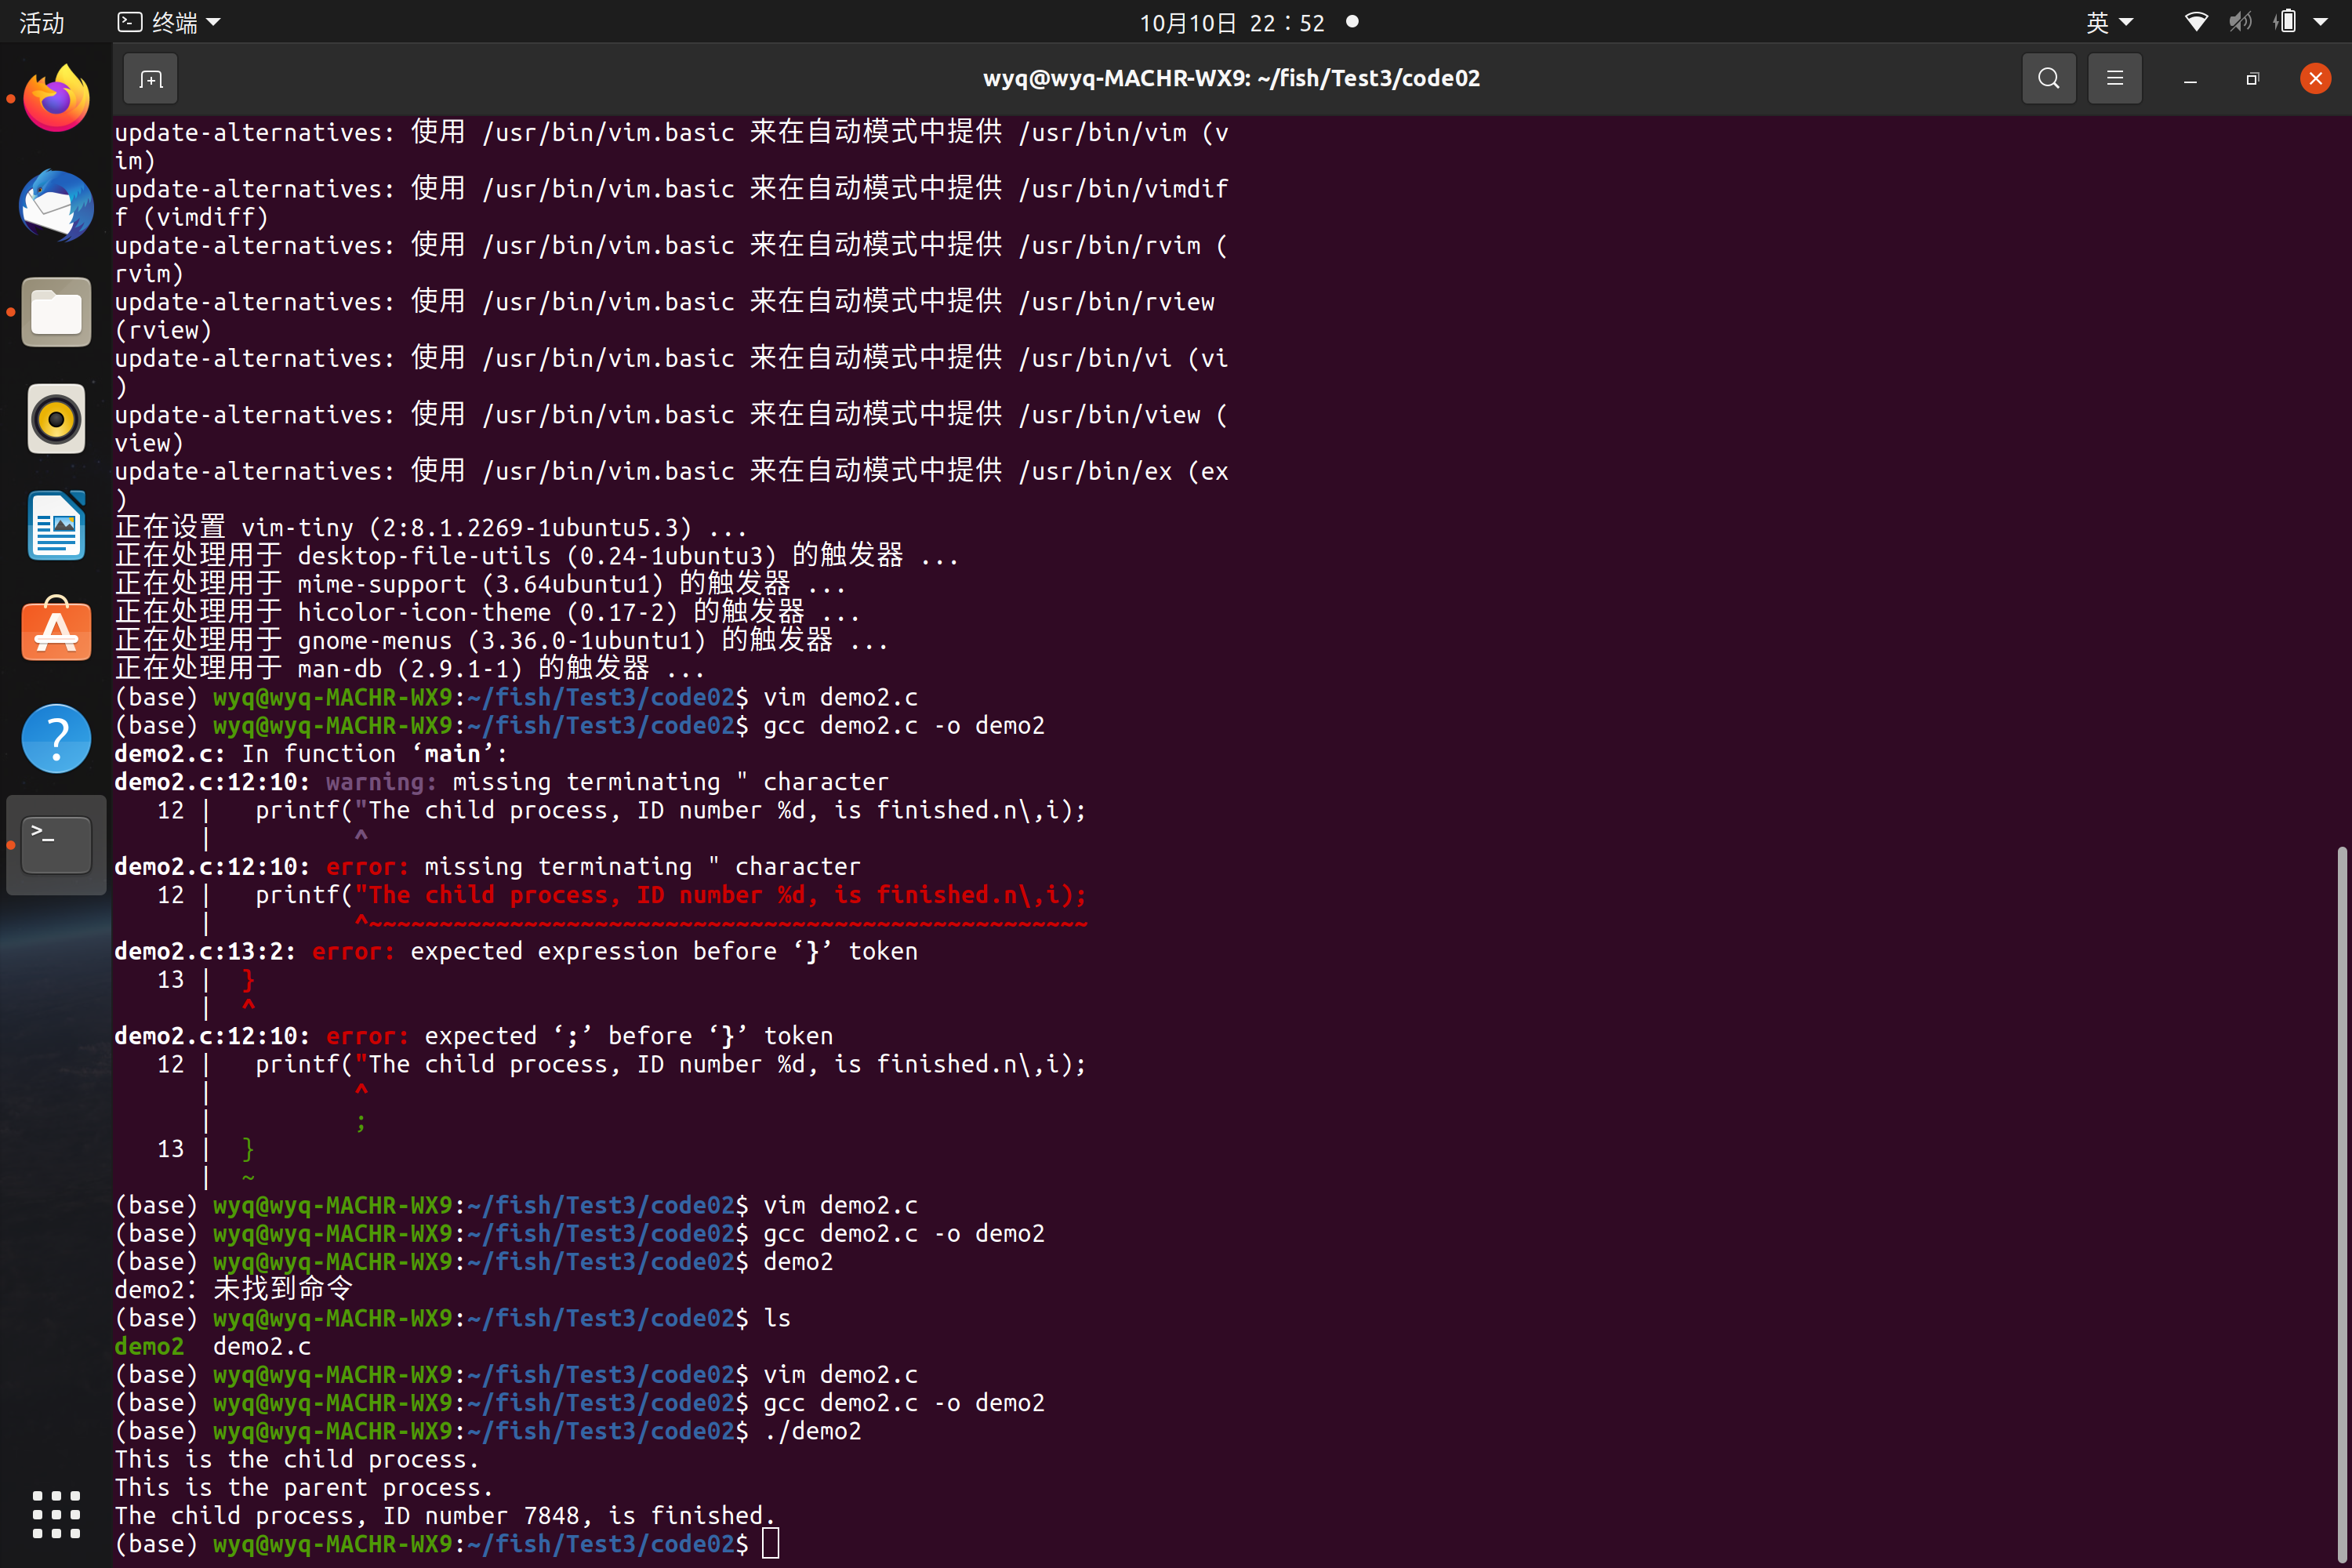 活动
终端
10月10日 22：52
英
wyq@wyq-MACHR-WX9: ~/fish/Test3/code02
update-alternatives: 使用 /usr/bin/vim.basic 来在自动模式中提供 /usr/bin/vim (v
im)
update-alternatives: 使用 /usr/bin/vim.basic 来在自动模式中提供 /usr/bin/vimdif
f (vimdiff)
update-alternatives: 使用 /usr/bin/vim.basic 来在自动模式中提供 /usr/bin/rvim (
rvim)
update-alternatives: 使用 /usr/bin/vim.basic 来在自动模式中提供 /usr/bin/rview
(rview)
update-alternatives: 使用 /usr/bin/vim.basic 来在自动模式中提供 /usr/bin/vi (vi
)
update-alternatives: 使用 /usr/bin/vim.basic 来在自动模式中提供 /usr/bin/view (
view)
update-alternatives: 使用 /usr/bin/vim.basic 来在自动模式中提供 /usr/bin/ex (ex
)
正在设置 vim-tiny (2:8.1.2269-1ubuntu5.3) ...
正在处理用于 desktop-file-utils (0.24-1ubuntu3) 的触发器 ...
正在处理用于 mime-support (3.64ubuntu1) 的触发器 ...
正在处理用于 hicolor-icon-theme (0.17-2) 的触发器 ...
正在处理用于 gnome-menus (3.36.0-1ubuntu1) 的触发器 ...
正在处理用于 man-db (2.9.1-1) 的触发器 ...
(base) wyq@wyq-MACHR-WX9:~/fish/Test3/code02$ vim demo2.c
(base) wyq@wyq-MACHR-WX9:~/fish/Test3/code02$ gcc demo2.c -o demo2
demo2.c: In function ‘main’:
demo2.c:12:10: warning: missing terminating " character
   12 |   printf("The child process, ID number %d, is finished.n\,i);
      |          ^
demo2.c:12:10: error: missing terminating " character
   12 |   printf("The child process, ID number %d, is finished.n\,i);
      |          ^~~~~~~~~~~~~~~~~~~~~~~~~~~~~~~~~~~~~~~~~~~~~~~~~~~~
demo2.c:13:2: error: expected expression before ‘}’ token
   13 |  }
      |  ^
demo2.c:12:10: error: expected ‘;’ before ‘}’ token
   12 |   printf("The child process, ID number %d, is finished.n\,i);
      |          ^
      |          ;
   13 |  }
      |  ~
(base) wyq@wyq-MACHR-WX9:~/fish/Test3/code02$ vim demo2.c
(base) wyq@wyq-MACHR-WX9:~/fish/Test3/code02$ gcc demo2.c -o demo2
(base) wyq@wyq-MACHR-WX9:~/fish/Test3/code02$ demo2
demo2：未找到命令
(base) wyq@wyq-MACHR-WX9:~/fish/Test3/code02$ ls
demo2  demo2.c
(base) wyq@wyq-MACHR-WX9:~/fish/Test3/code02$ vim demo2.c
(base) wyq@wyq-MACHR-WX9:~/fish/Test3/code02$ gcc demo2.c -o demo2
(base) wyq@wyq-MACHR-WX9:~/fish/Test3/code02$ ./demo2
This is the child process.
This is the parent process.
The child process, ID number 7848, is finished.
(base) wyq@wyq-MACHR-WX9:~/fish/Test3/code02$